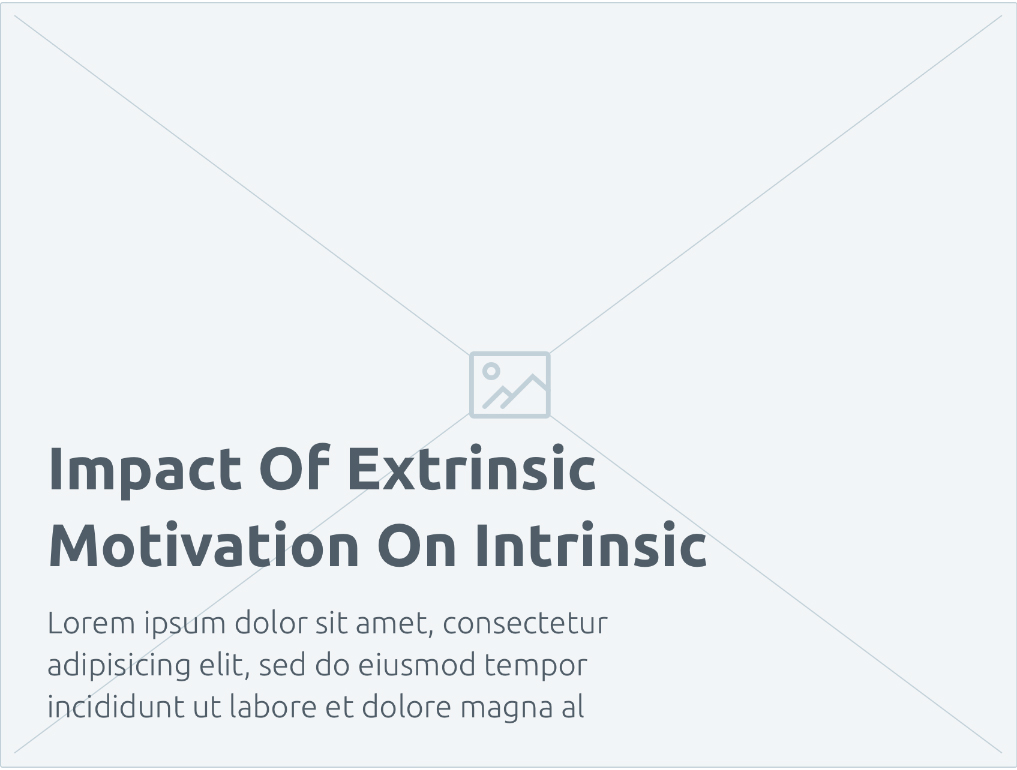 Impact Of Extrinsic
Motivation On Intrinsic
Lorem ipsum dolor sit amet, consectetur
adipisicing elit, sed do eiusmod tempor
incididunt ut labore et dolore magna al